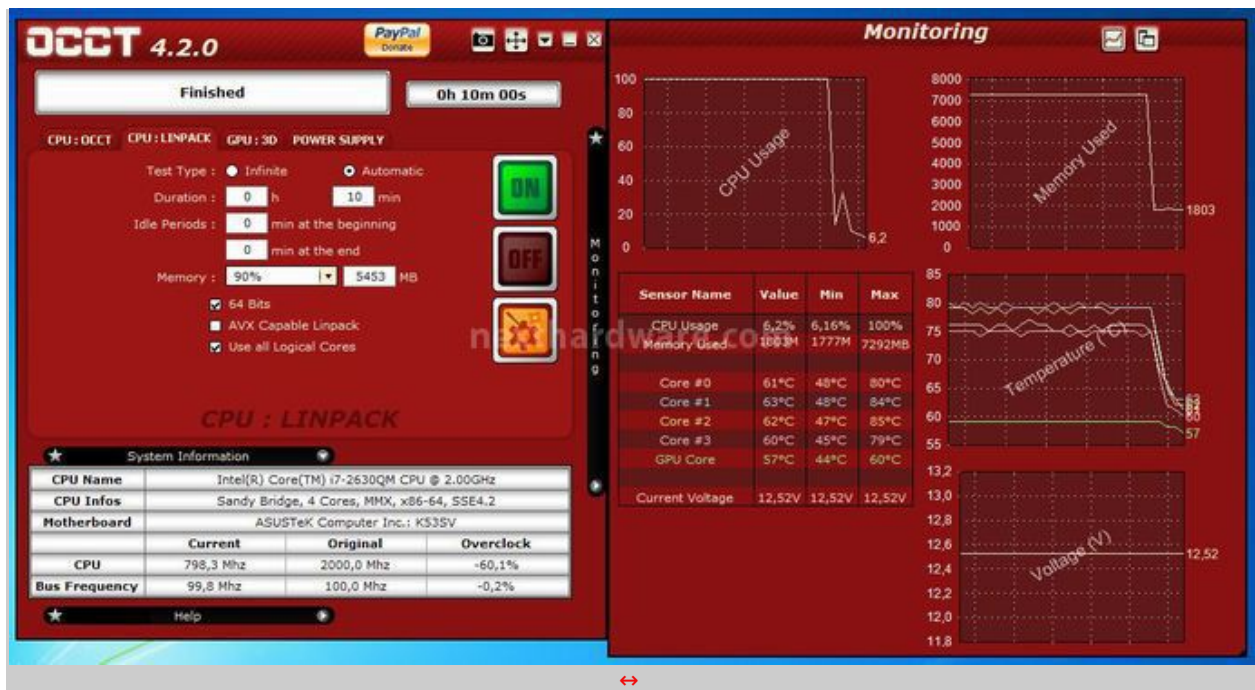 OCCT 4.2.0
PayPal
Donate
Finished
0h 10m 00s
CPU : OCCT CPU : LINPACK GPU : 3D POWER SUPPLY
Test Type : Infinite Automatic
Duration : 0 h 10 min
Idle Periods : 0 min at the beginning
0 min at the end
Memory : 90% 5453 MB
64 Bits
AVX Capable Linpack
Use all Logical Cores
ON
OFF
CPU : LINPACK
System Information
CPU Name Intel(R) Core(TM) i7-2630QM CPU @ 2.00GHz
CPU Infos Sandy Bridge, 4 Cores, MMX, x86-64, SSE4.2
Motherboard ASUSTeK Computer Inc.: K53SV
Current Original Overclock
CPU 798,3 Mhz 2000,0 Mhz -60,1%
Bus Frequency 99,8 Mhz 100,0 Mhz -0,2%
Help
Monitoring
Monitoring
100
80
60
40
20
0
CPU Usage
6,2
8000
7000
6000
5000
4000
3000
2000
1000
0
Memory Used
1803
Sensor Name Value Min Max
CPU Usage 6,2% 6,16% 100%
Memory Used 1803M 1777M 7292MB
Core #0 61°C 48°C 80°C
Core #1 63°C 48°C 84°C
Core #2 62°C 47°C 85°C
Core #3 60°C 45°C 79°C
GPU Core 57°C 44°C 60°C
Current Voltage 12,52V 12,52V 12,52V
85
80
75
70
65
60
55
Temperature (°C)
57
13,2
13,0
12,8
12,6
12,4
12,2
12,0
11,8
Voltage (V)
12,52